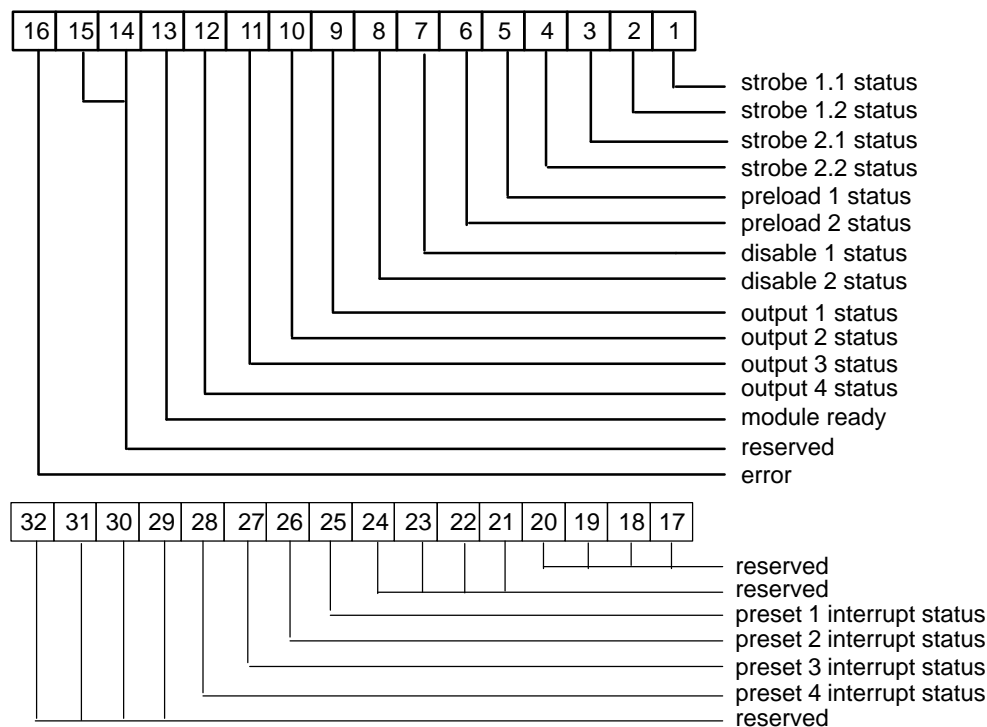 16 15 14 13 12 11 10 9 8 7 6 5 4 3 2 1
strobe 1.1 status
strobe 1.2 status
strobe 2.1 status
strobe 2.2 status
preload 1 status
preload 2 status
disable 1 status
disable 2 status
output 1 status
output 2 status
output 3 status
output 4 status
module ready
reserved
error
32 31 30 29 28 27 26 25 24 23 22 21 20 19 18 17
reserved
reserved
preset 1 interrupt status
preset 2 interrupt status
preset 3 interrupt status
preset 4 interrupt status
reserved